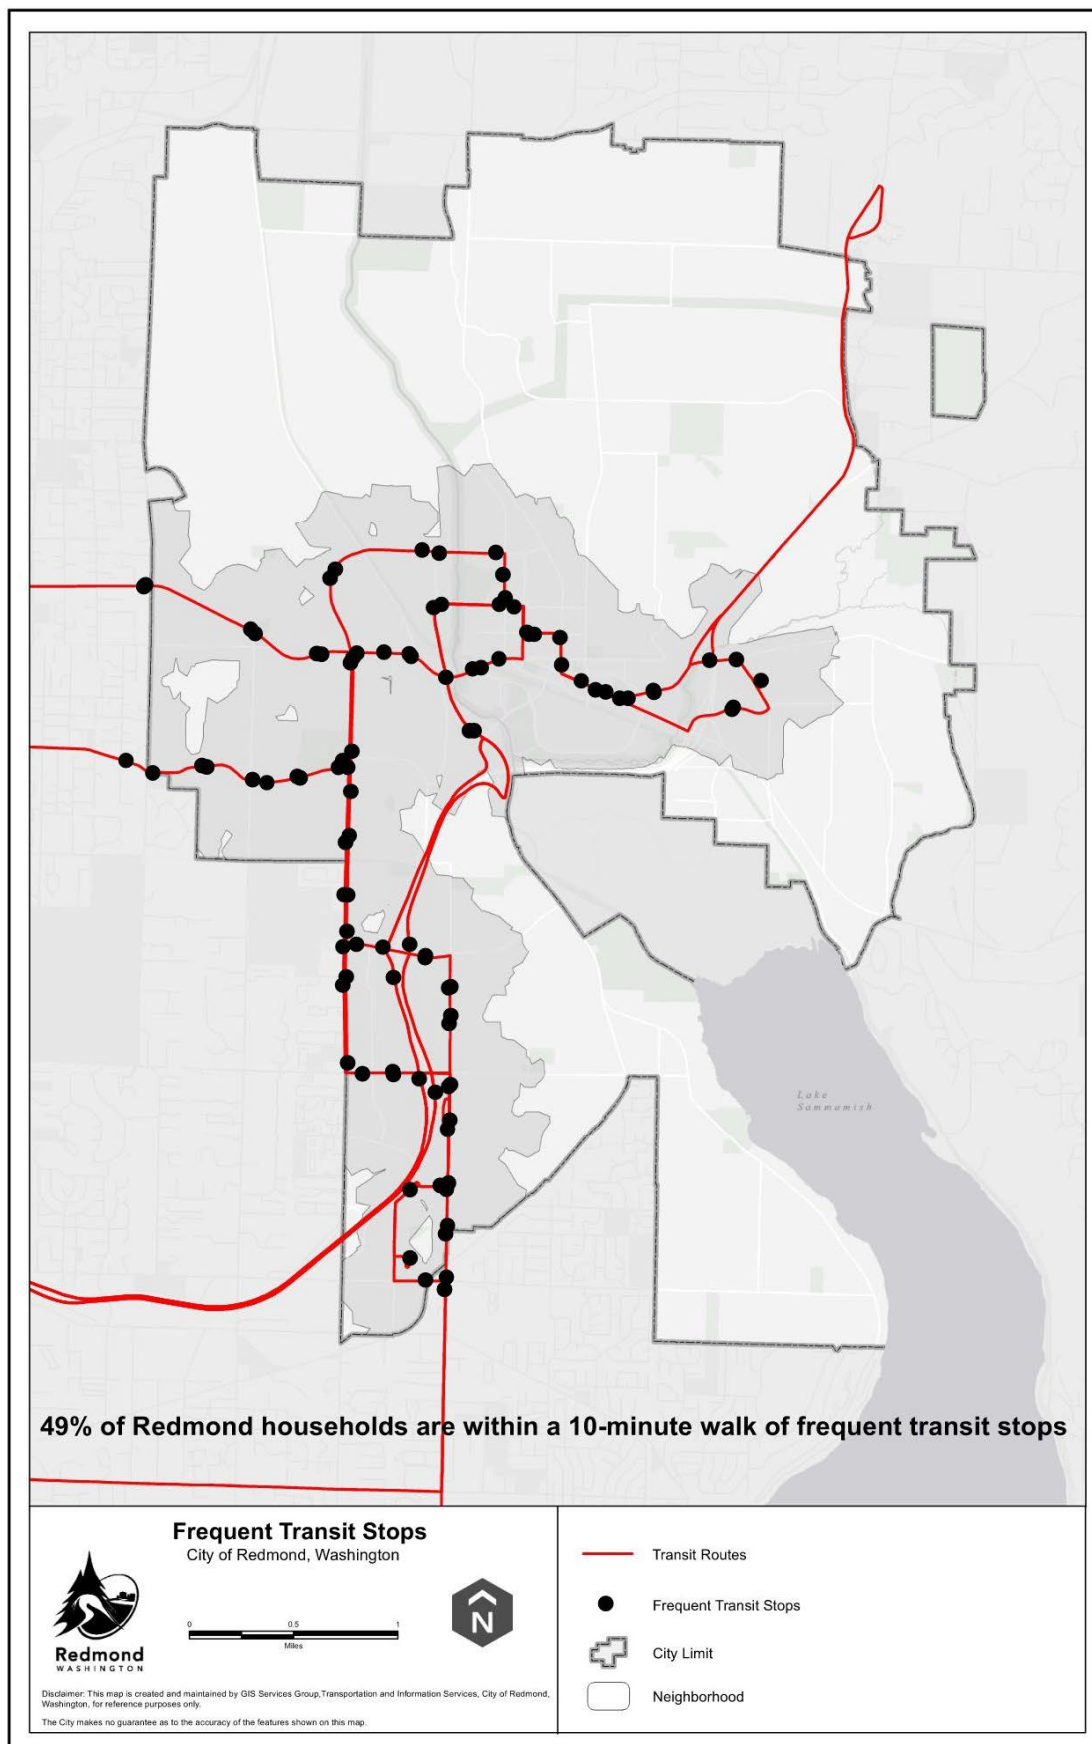 Lake
Sammamish
49% of Redmond households are within a 10-minute walk of frequent transit stops
Frequent Transit Stops
City of Redmond, Washington
0 0.5 1
Miles
N
Redmond
WASHINGTON
Disclaimer: This map is created and maintained by GIS Services Group,Transportation and Information Services, City of Redmond,
Washington, for reference purposes only.
The City makes no guarantee as to the accuracy of the features shown on this map.
Transit Routes
Frequent Transit Stops
City Limit
Neighborhood